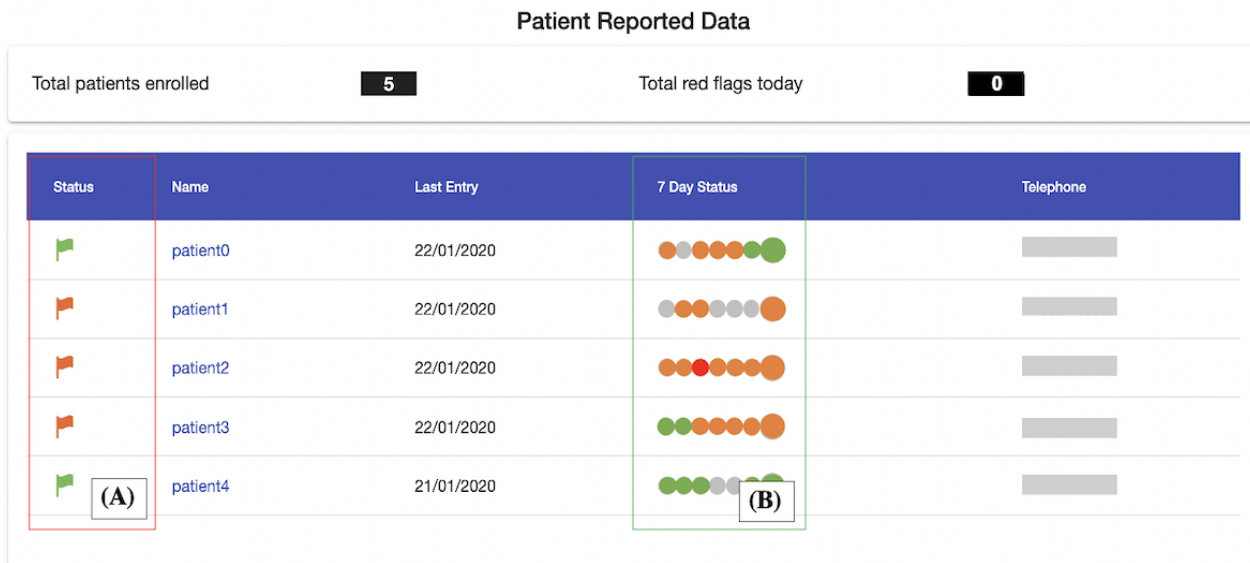 Patient Reported Data
Total patients enrolled 5 Total red flags today 0
Status Name Last Entry 7 Day Status Telephone
patient0 22/01/2020
patient1 22/01/2020
patient2 22/01/2020
patient3 22/01/2020
patient4 21/01/2020
(A) (B)